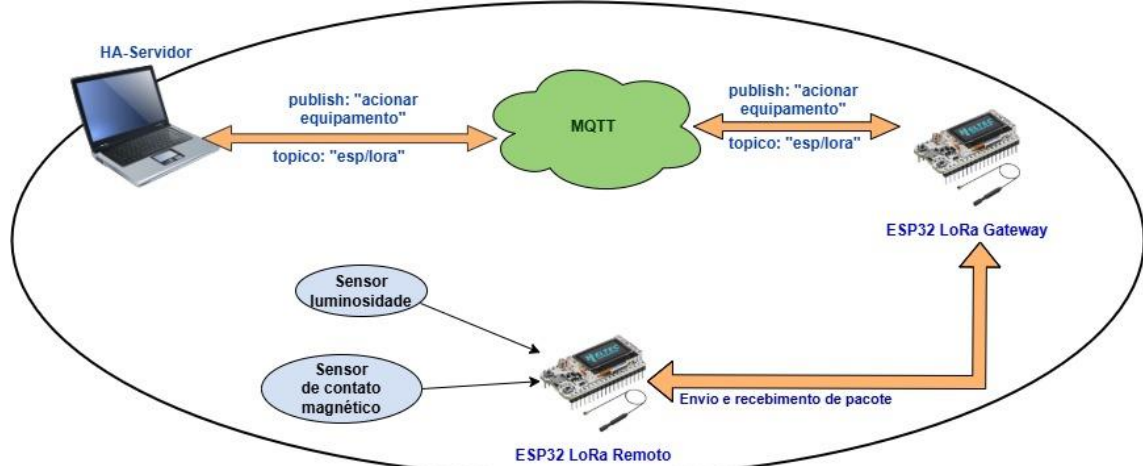 HA-Servidor
publish: "acionar
equipamento"
topico: "esp/lora"
MQTT
publish: "acionar
equipamento"
topico: "esp/lora"
ESP32 LoRa Gateway
Sensor
luminosidade
Sensor
de contato
magnético
Envio e recebimento de pacote
ESP32 LoRa Remoto